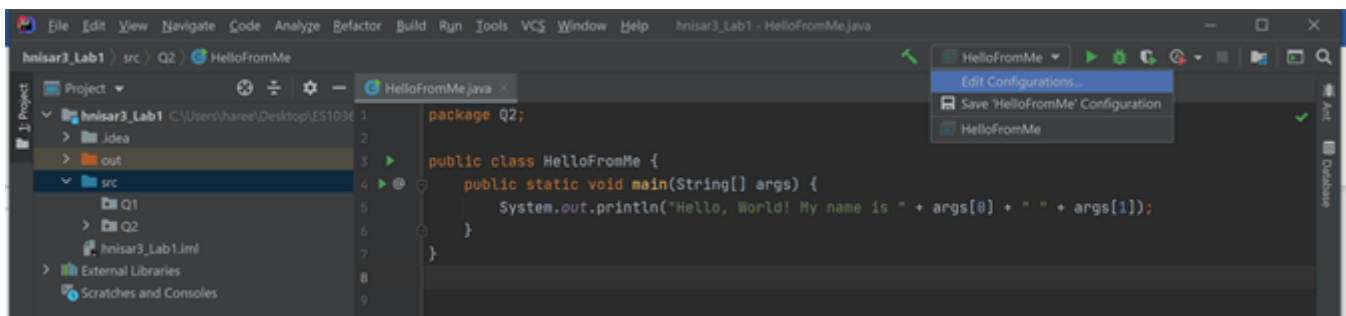 File Edit View Navigate Code Analyze Refactor Build Run Tools VCS Window Help hnisar3_Lab1 - HelloFromMe.java
hnisar3_Lab1 > src > Q2 > HelloFromMe
HelloFromMe
Edit Configurations...
Save 'HelloFromMe' Configuration
HelloFromMe
1: Project
Project
hnisar3_Lab1 C:\Users\haree\Desktop\ES1036
.idea
out
src
Q1
Q2
hnisar3_Lab1.iml
External Libraries
Scratches and Consoles
HelloFromMe.java
1 package Q2;
2
3 public class HelloFromMe {
4 @ public static void main(String[] args) {
5 System.out.println("Hello, World! My name is " + args[0] + " " + args[1]);
6 }
7 }
8
9
Ant
Database